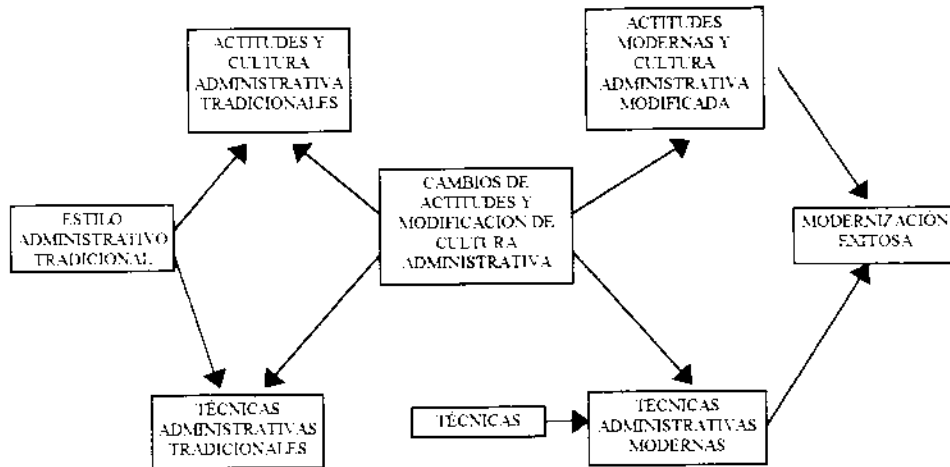 ACTITUDES Y
CULTURA
ADMINISTRATIVA
TRADICIONALES
ACTITUDES
MODERNAS Y
CULTURA
ADMINISTRATIVA
MODIFICADA
ESTILO
ADMINISTRATIVO
TRADICIONAL
CAMBIOS DE
ACTITUDES Y
MODIFICACION DE
CULTURA
ADMINISTRATIVA
MODERNIZACIÓN
EXITOSA
TÉCNICAS
ADMINISTRATIVAS
TRADICIONALES
TÉCNICAS
TECNICAS
ADMINISTRATIVAS
MODERNAS